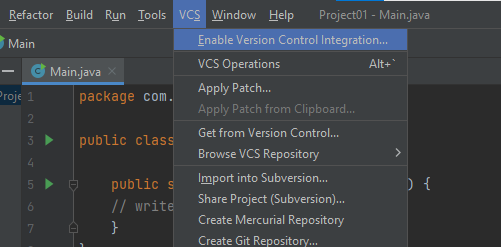 Refactor Build Run Tools VCS Window Help Project01 - Main.java
Main
Enable Version Control Integration...
VCS Operations Alt+`
Main.java
Apply Patch...
1 package com.
Apply Patch from Clipboard...
2
3 public class
Get from Version Control...
4
Browse VCS Repository
5 public s ) {
Import into Subversion...
6 // write
Share Project (Subversion)...
7 }
Create Mercurial Repository
Create Git Repository...